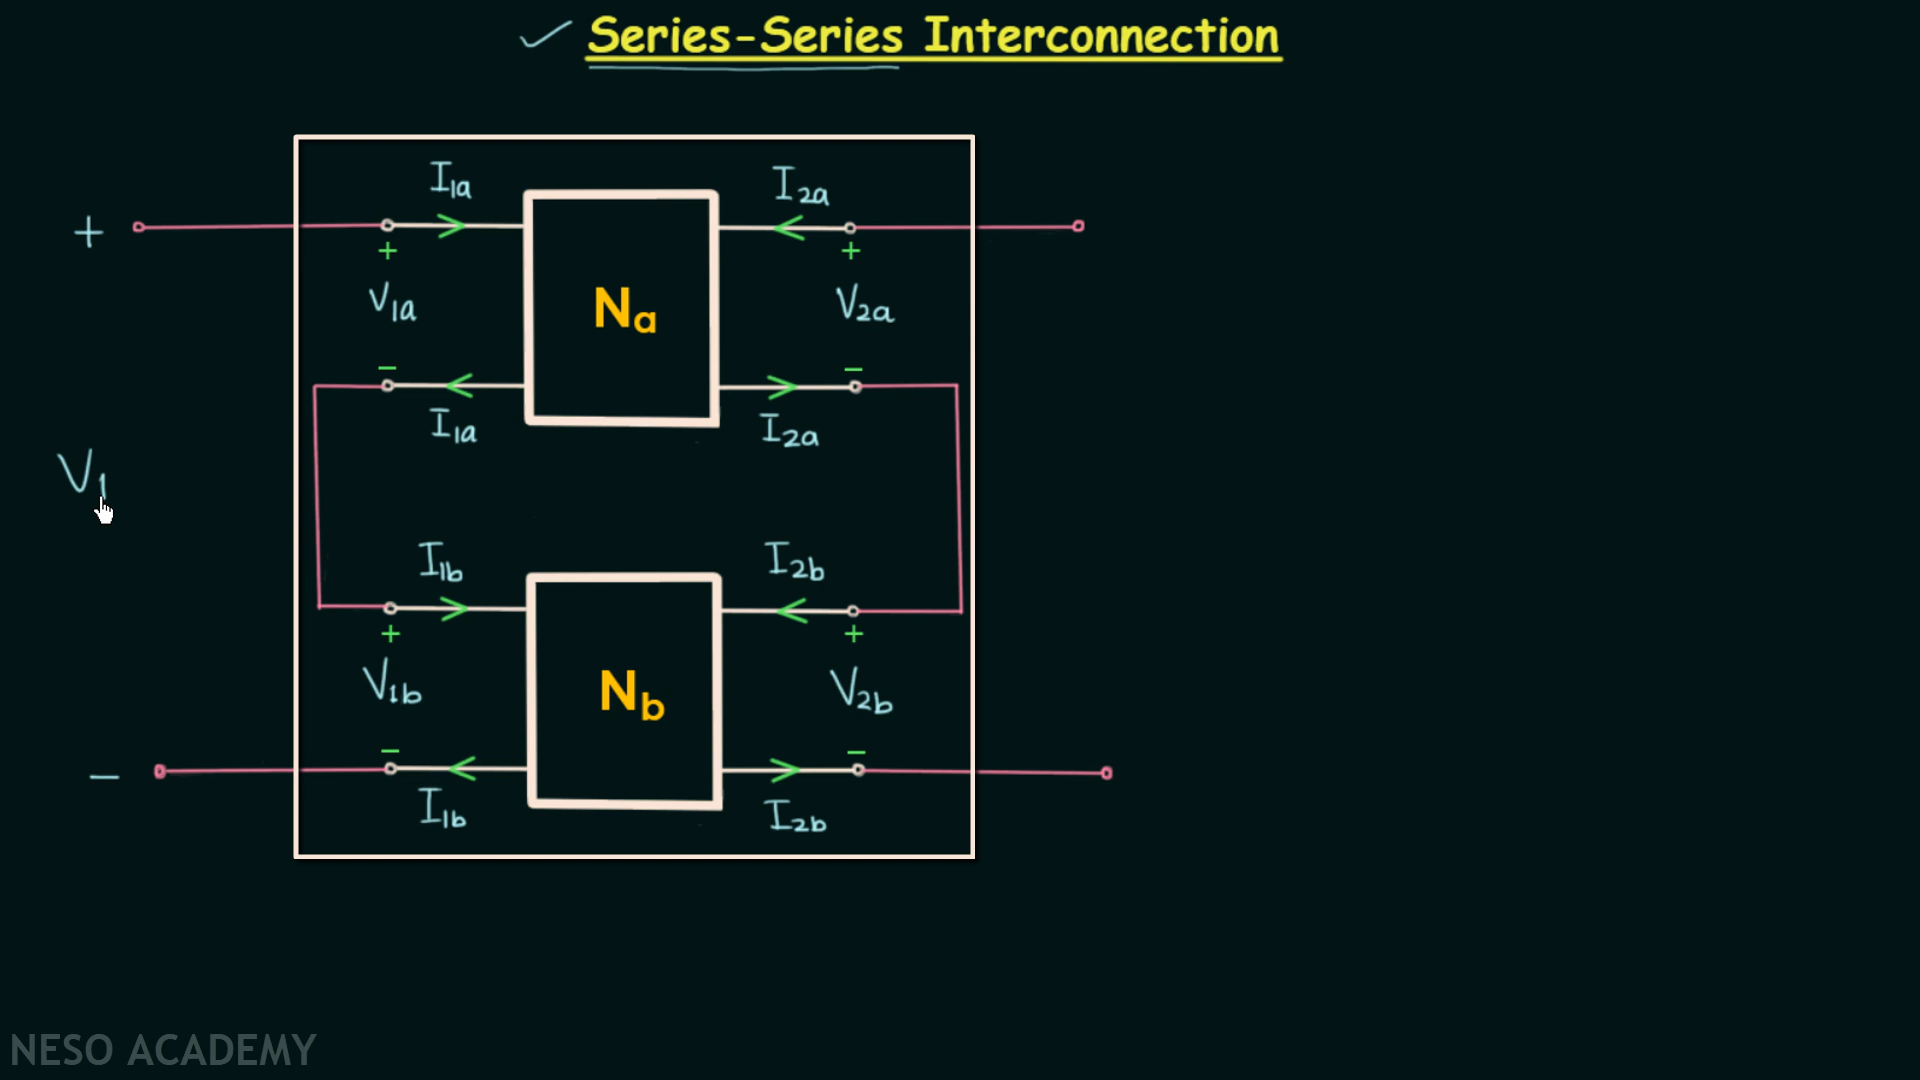 Series-Series Interconnection
I1a
I2a
+
+
+
V1a
Na
V2a
−
−
I1a
I2a
V1
I1b
I2b
+
+
V1b
Nb
V2b
−
−
−
I1b
I2b
NESO ACADEMY